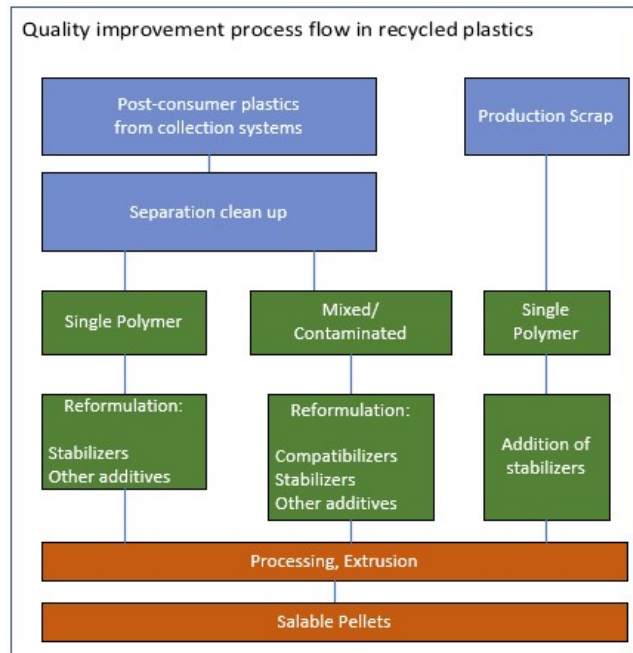 Quality improvement process flow in recycled plastics
Post-consumer plastics
from collection systems
Production Scrap
Separation clean up
Single Polymer
Mixed/
Contaminated
Single
Polymer
Reformulation:
Stabilizers
Other additives
Reformulation:
Compatibilizers
Stabilizers
Other additives
Addition of
stabilizers
Processing, Extrusion
Salable Pellets